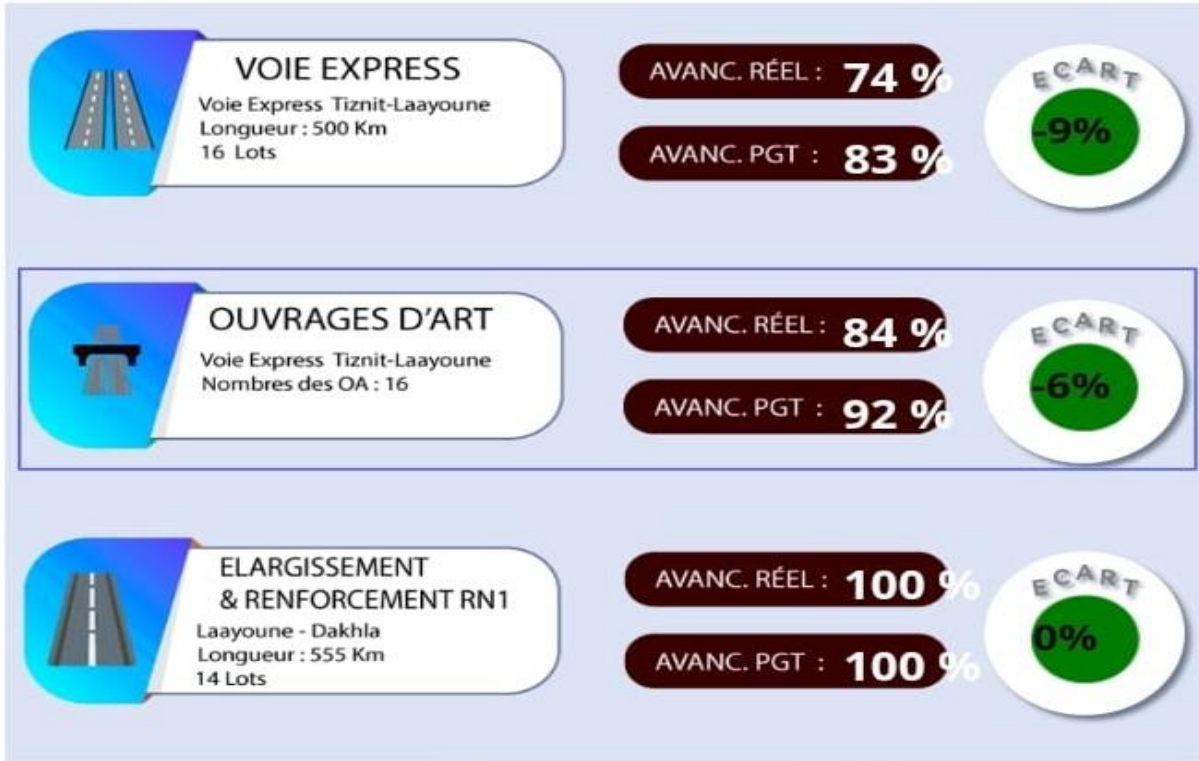 VOIE EXPRESS
Voie Express Tiznit-Laayoune
Longueur : 500 Km
16 Lots
AVANC. RÉEL : 74 %
AVANC. PGT : 83 %
ECART
-9%
OUVRAGES D'ART
Voie Express Tiznit-Laayoune
Nombres des OA : 16
AVANC. RÉEL : 84 %
AVANC. PGT : 92 %
ECART
-6%
ELARGISSEMENT
& RENFORCEMENT RN1
Laayoune - Dakhla
Longueur : 555 Km
14 Lots
AVANC. RÉEL : 100 %
AVANC. PGT : 100 %
ECART
0%